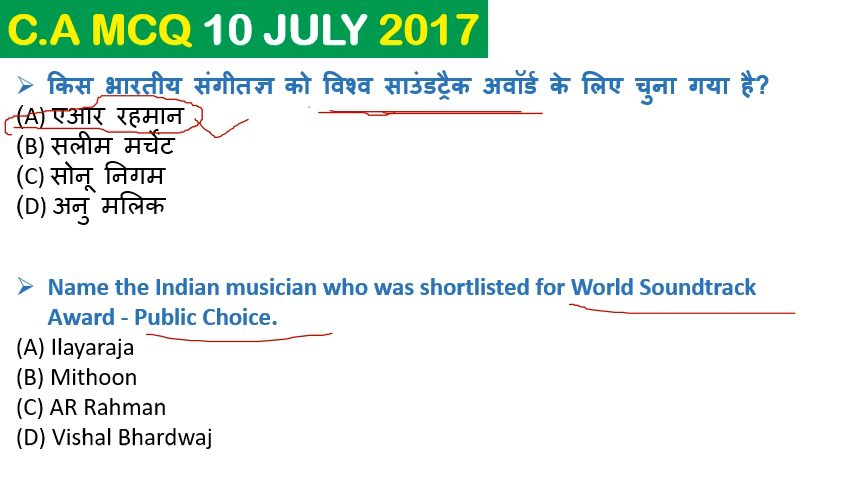 C.A MCQ 10 JULY 2017
➢ किस भारतीय संगीतज्ञ को विश्व साउंडट्रैक अवॉर्ड के लिए चुना गया है?
(A) एआर रहमान
(B) सलीम मर्चेंट
(C) सोनू निगम
(D) अनु मलिक
➢ Name the Indian musician who was shortlisted for World Soundtrack
Award - Public Choice.
(A) Ilayaraja
(B) Mithoon
(C) AR Rahman
(D) Vishal Bhardwaj